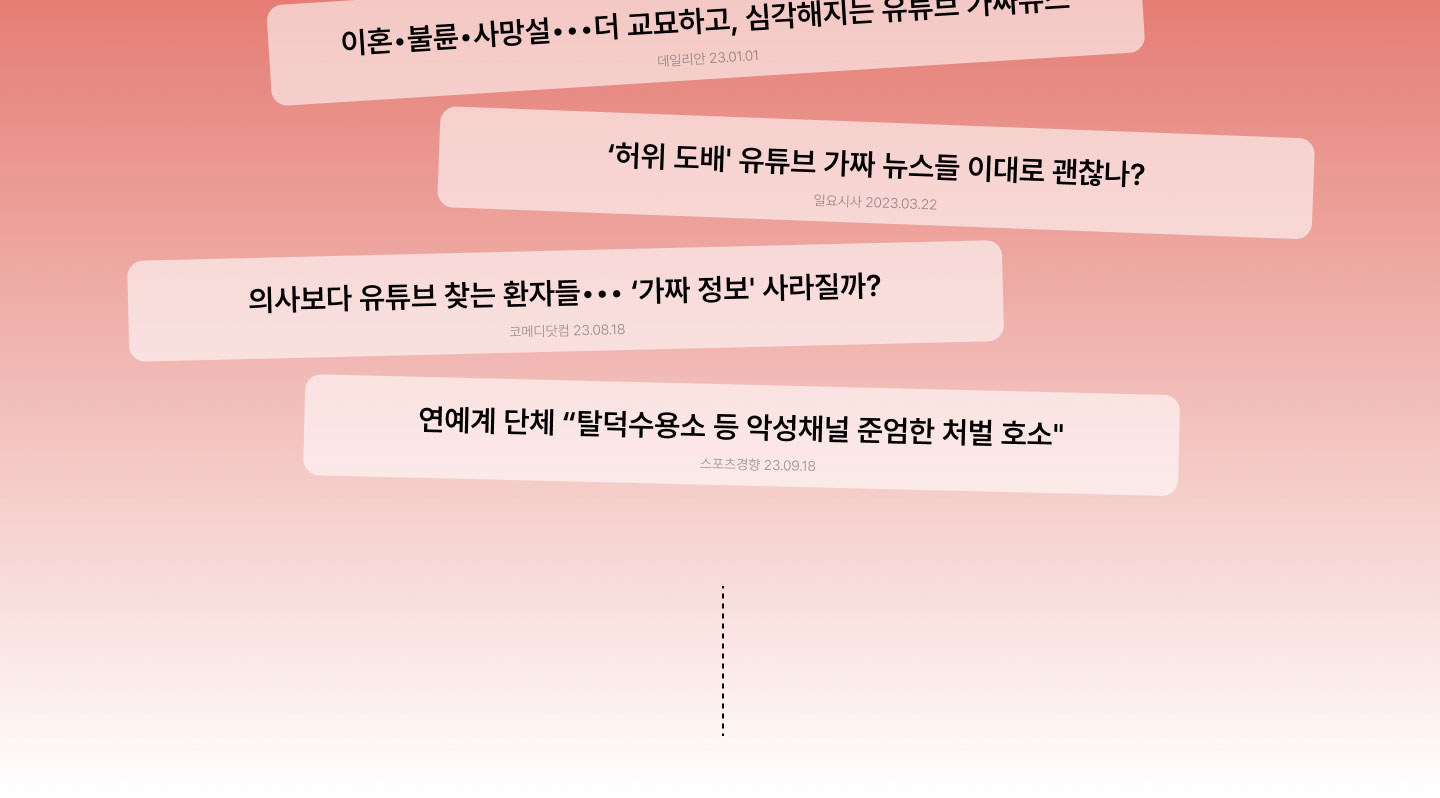 이혼•불륜•사망설•••더 교묘하고, 심각해지는 유튜브 가짜뉴스
데일리안 23.01.01
‘허위 도배' 유튜브 가짜 뉴스들 이대로 괜찮나?
일요시사 2023.03.22
의사보다 유튜브 찾는 환자들••• ‘가짜 정보' 사라질까?
코메디닷컴 23.08.18
연예계 단체 “탈덕수용소 등 악성채널 준엄한 처벌 호소"
스포츠경향 23.09.18